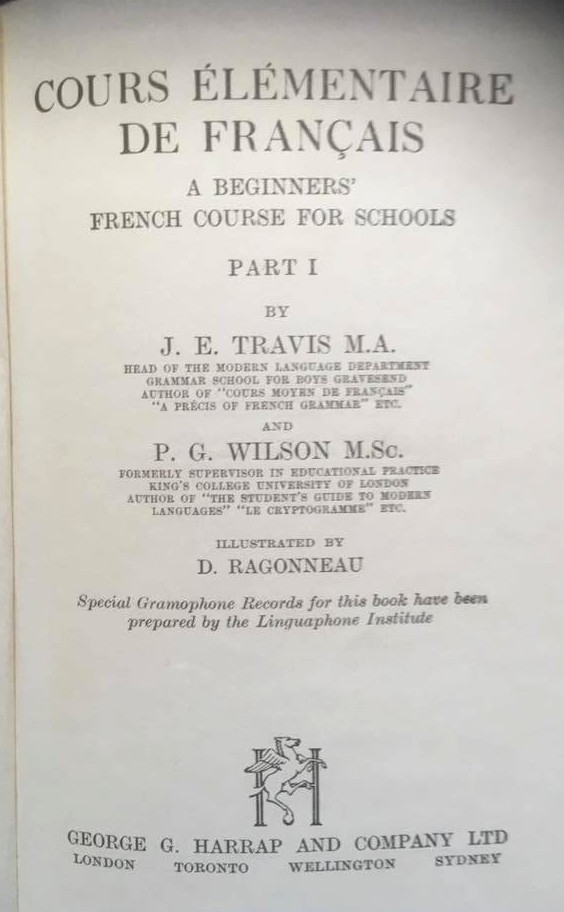 COURS ÉLÉMENTAIRE
DE FRANÇAIS
A BEGINNERS'
FRENCH COURSE FOR SCHOOLS
PART I
BY
J. E. TRAVIS M.A.
HEAD OF THE MODERN LANGUAGE DEPARTMENT
GRAMMAR SCHOOL FOR BOYS GRAVESEND
AUTHOR OF "COURS MOYEN DE FRANÇAIS"
"A PRÉCIS OF FRENCH GRAMMAR" ETC.
AND
P. G. WILSON M.Sc.
FORMERLY SUPERVISOR IN EDUCATIONAL PRACTICE
KING'S COLLEGE UNIVERSITY OF LONDON
AUTHOR OF "THE STUDENT'S GUIDE TO MODERN
LANGUAGES" "LE CRYPTOGRAMME" ETC.
ILLUSTRATED BY
D. RAGONNEAU
Special Gramophone Records for this book have been
prepared by the Linguaphone Institute
H
GEORGE G. HARRAP AND COMPANY LTD
LONDON TORONTO WELLINGTON SYDNEY